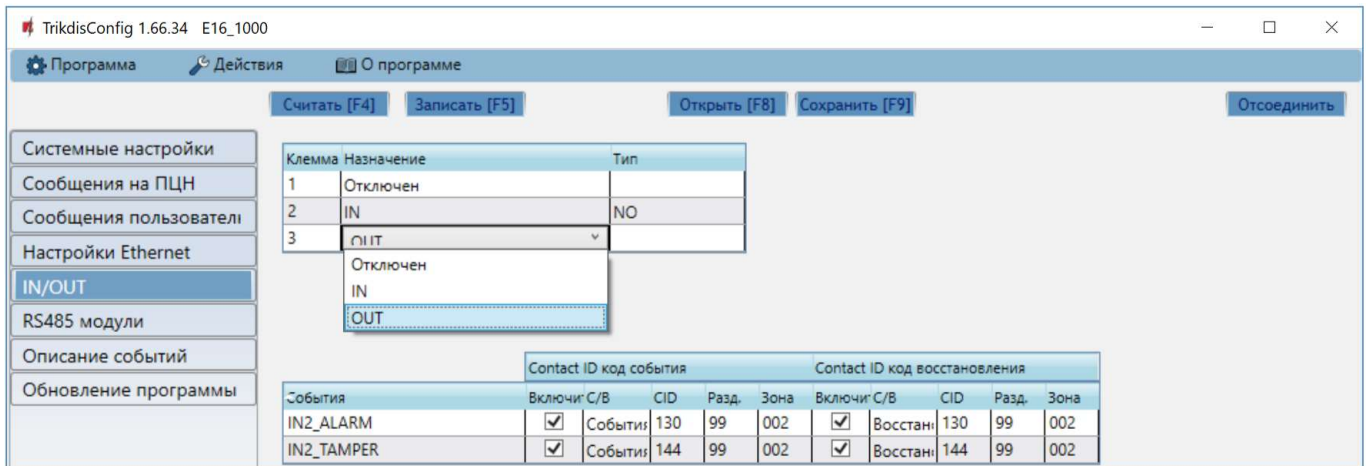 TrikdisConfig 1.66.34 E16_1000
Программа Действия О программе
Считать [F4] Записать [F5] Открыть [F8] Сохранить [F9] Отсоединить
Системные настройки
Сообщения на ПЦН
Сообщения пользователи
Настройки Ethernet
IN/OUT
RS485 модули
Описание событий
Обновление программы
Клемма Назначение Тип
1 Отключен
2 IN NO
3 OUT
Отключен
IN
OUT
Contact ID код события Contact ID код восстановления
События Включит С/В CID Разд. Зона Включит С/В CID Разд. Зона
IN2_ALARM События 130 99 002 Восстан 130 99 002
IN2_TAMPER События 144 99 002 Восстан 144 99 002